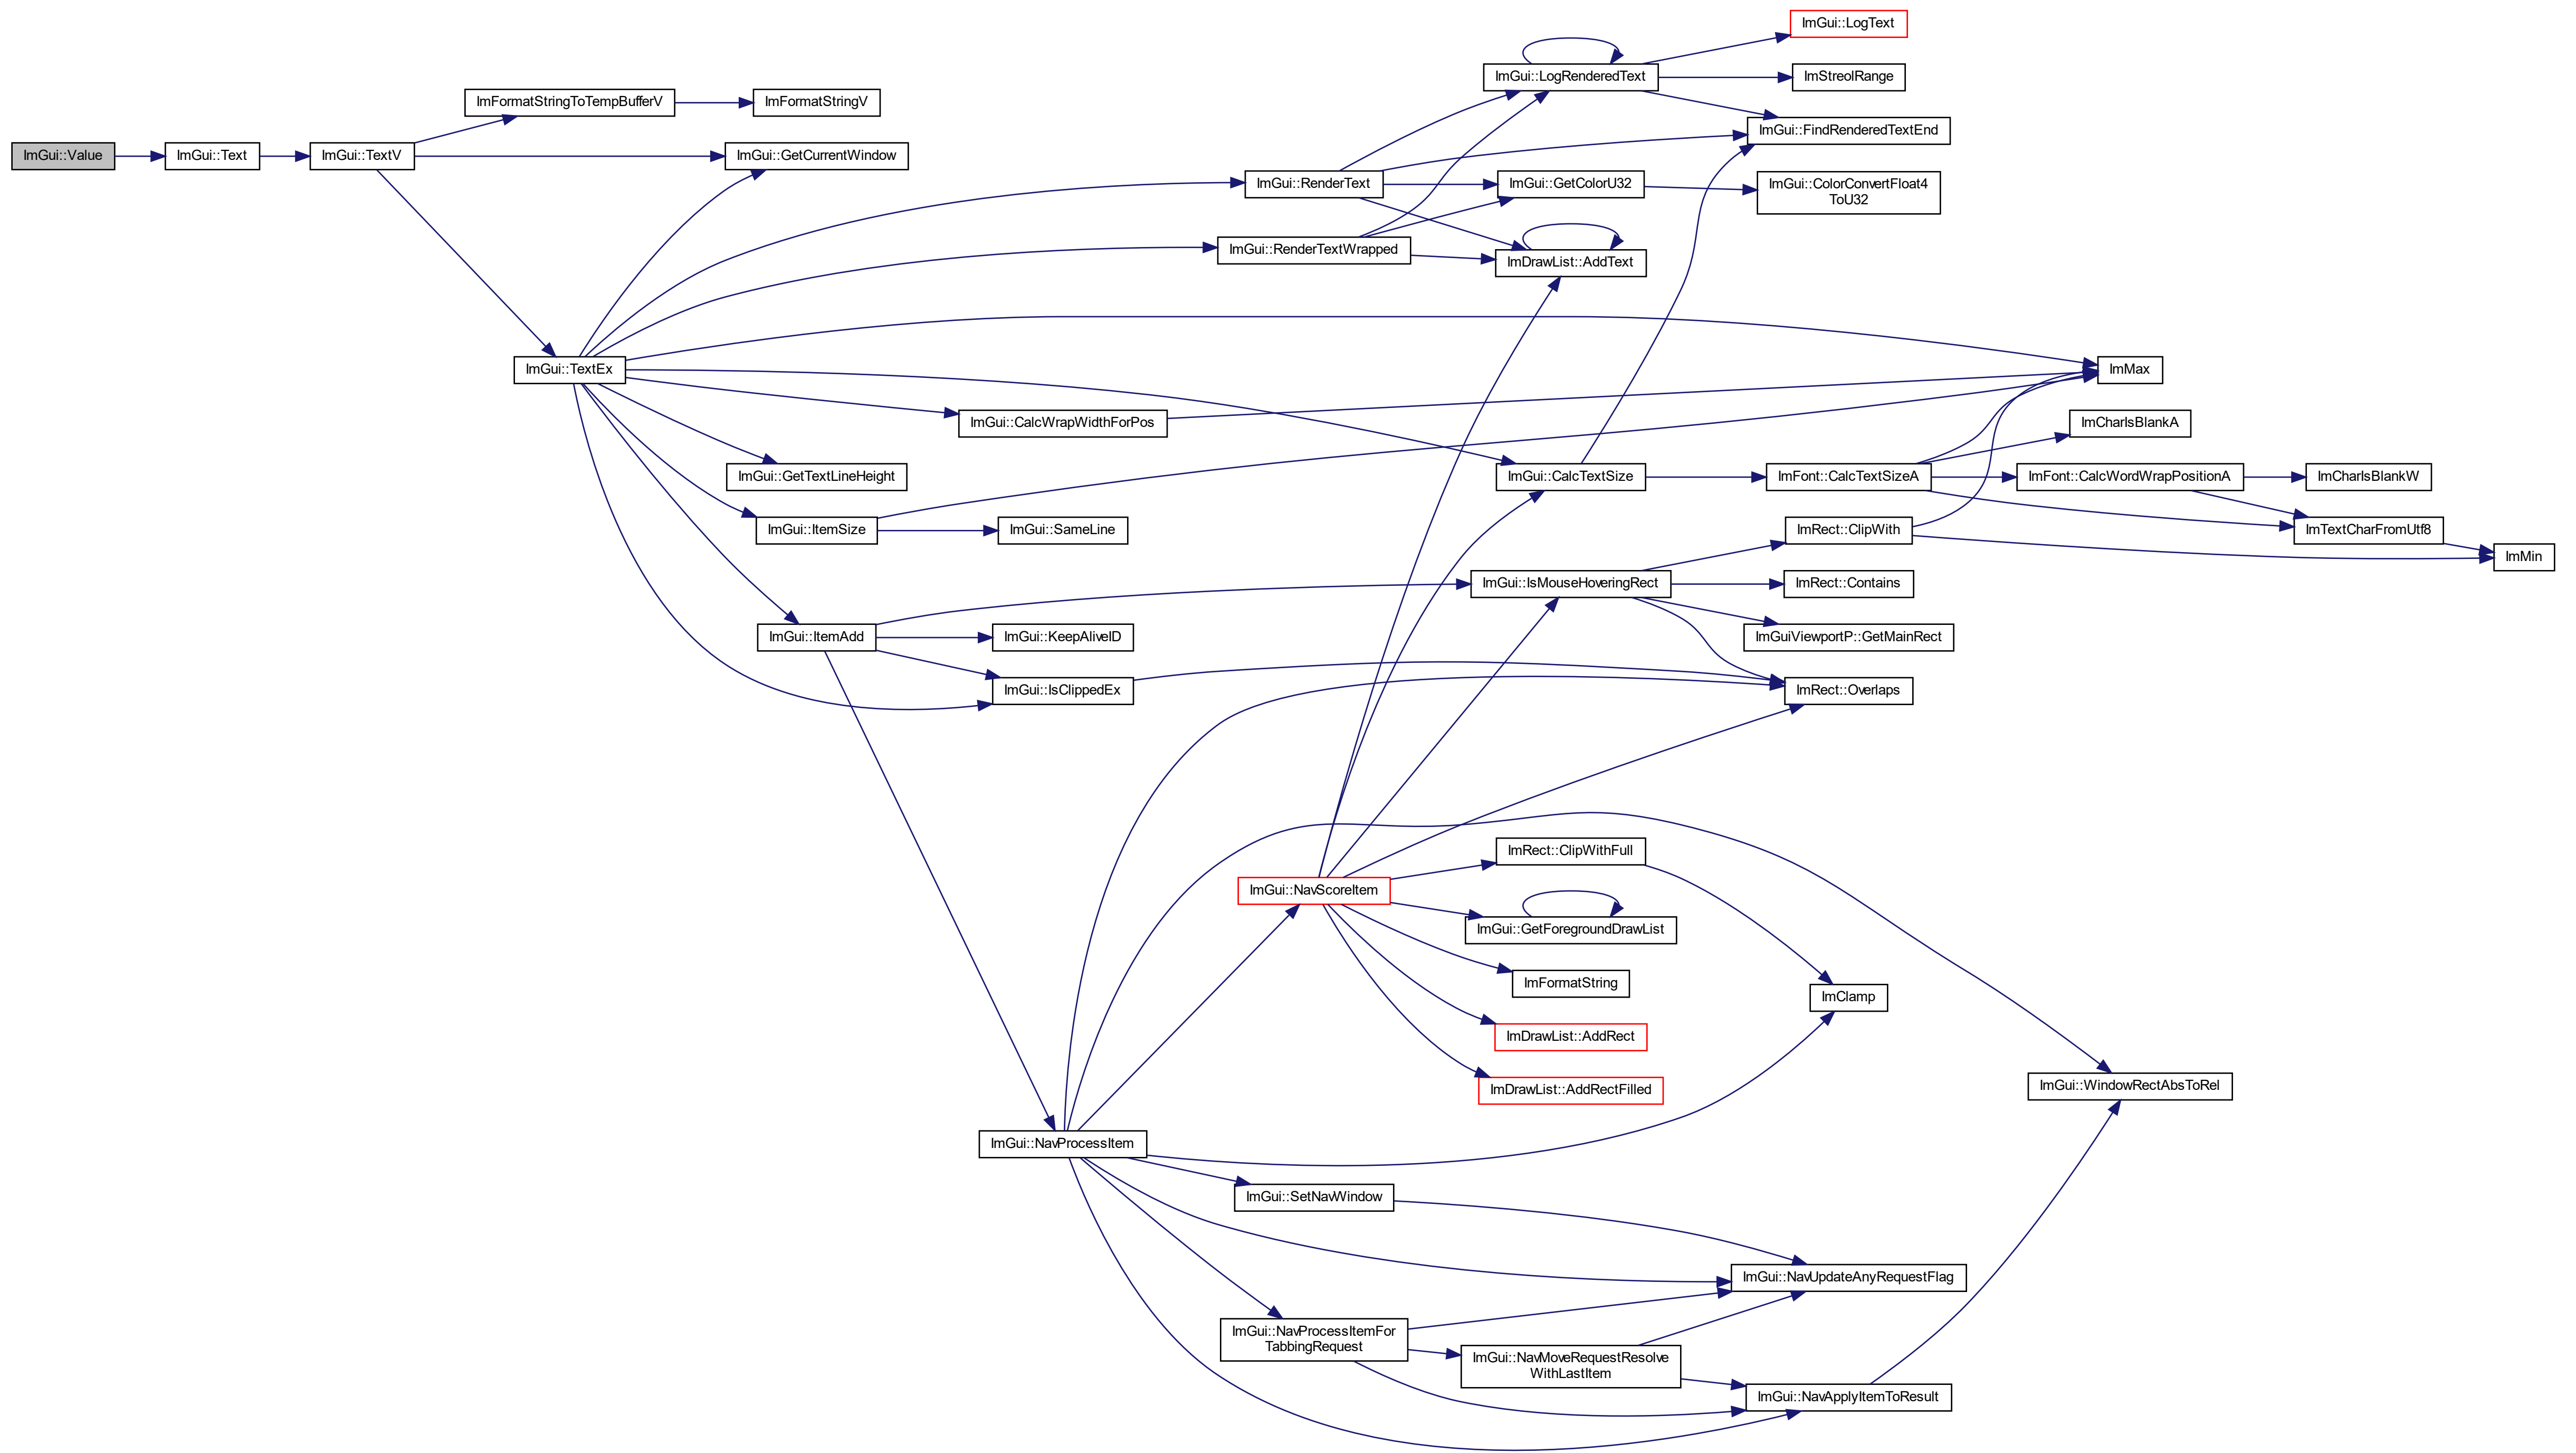 ImGui::Value
ImGui::Text
ImGui::TextV
ImFormatStringToTempBufferV
ImFormatStringV
ImGui::GetCurrentWindow
ImGui::TextEx
ImGui::RenderText
ImGui::RenderTextWrapped
ImGui::LogRenderedText
ImGui::LogText
ImStreolRange
ImGui::FindRenderedTextEnd
ImGui::GetColorU32
ImGui::ColorConvertFloat4
ToU32
ImDrawList::AddText
ImMax
ImGui::CalcWrapWidthForPos
ImGui::GetTextLineHeight
ImGui::ItemSize
ImGui::SameLine
ImGui::CalcTextSize
ImFont::CalcTextSizeA
ImCharIsBlankA
ImFont::CalcWordWrapPositionA
ImCharIsBlankW
ImTextCharFromUtf8
ImMin
ImGui::ItemAdd
ImGui::KeepAliveID
ImGui::IsClippedEx
ImGui::IsMouseHoveringRect
ImRect::ClipWith
ImRect::Contains
ImGuiViewportP::GetMainRect
ImRect::Overlaps
ImGui::NavScoreItem
ImRect::ClipWithFull
ImGui::GetForegroundDrawList
ImFormatString
ImDrawList::AddRect
ImDrawList::AddRectFilled
ImClamp
ImGui::WindowRectAbsToRel
ImGui::NavProcessItem
ImGui::SetNavWindow
ImGui::NavUpdateAnyRequestFlag
ImGui::NavProcessItemFor
TabbingRequest
ImGui::NavMoveRequestResolve
WithLastItem
ImGui::NavApplyItemToResult